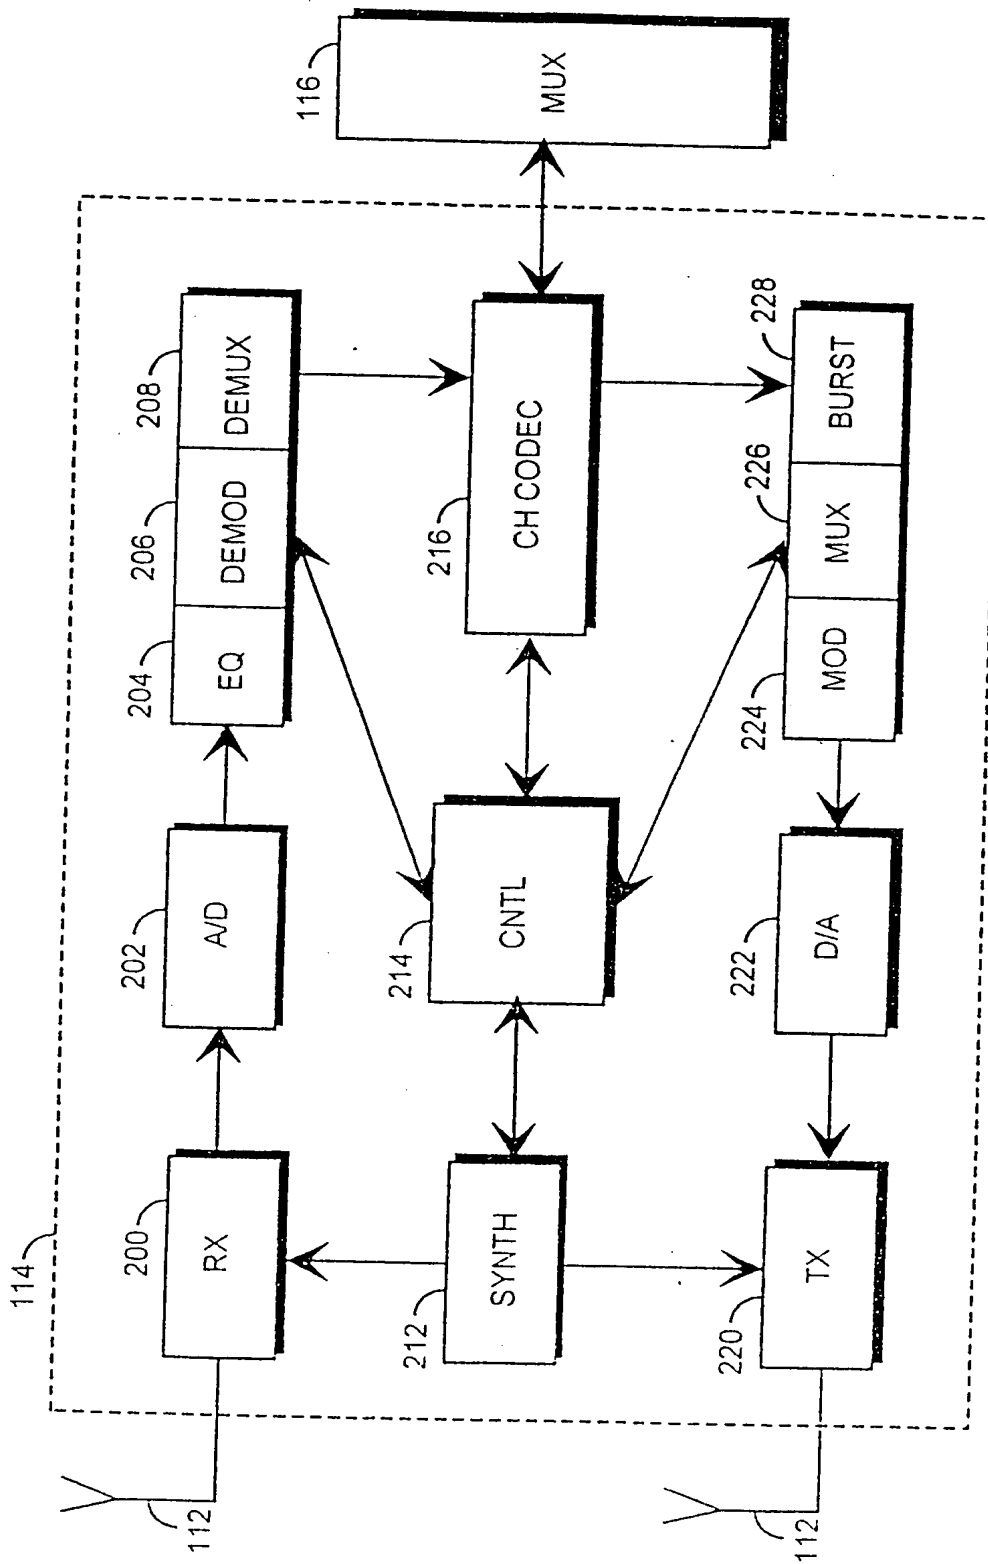 114
112
200
RX
202
A/D
204
EQ
206
DEMOD
208
DEMUX
212
SYNTH
214
CNTL
216
CH CODEC
116
MUX
112
220
TX
222
D/A
224
MOD
226
MUX
228
BURST